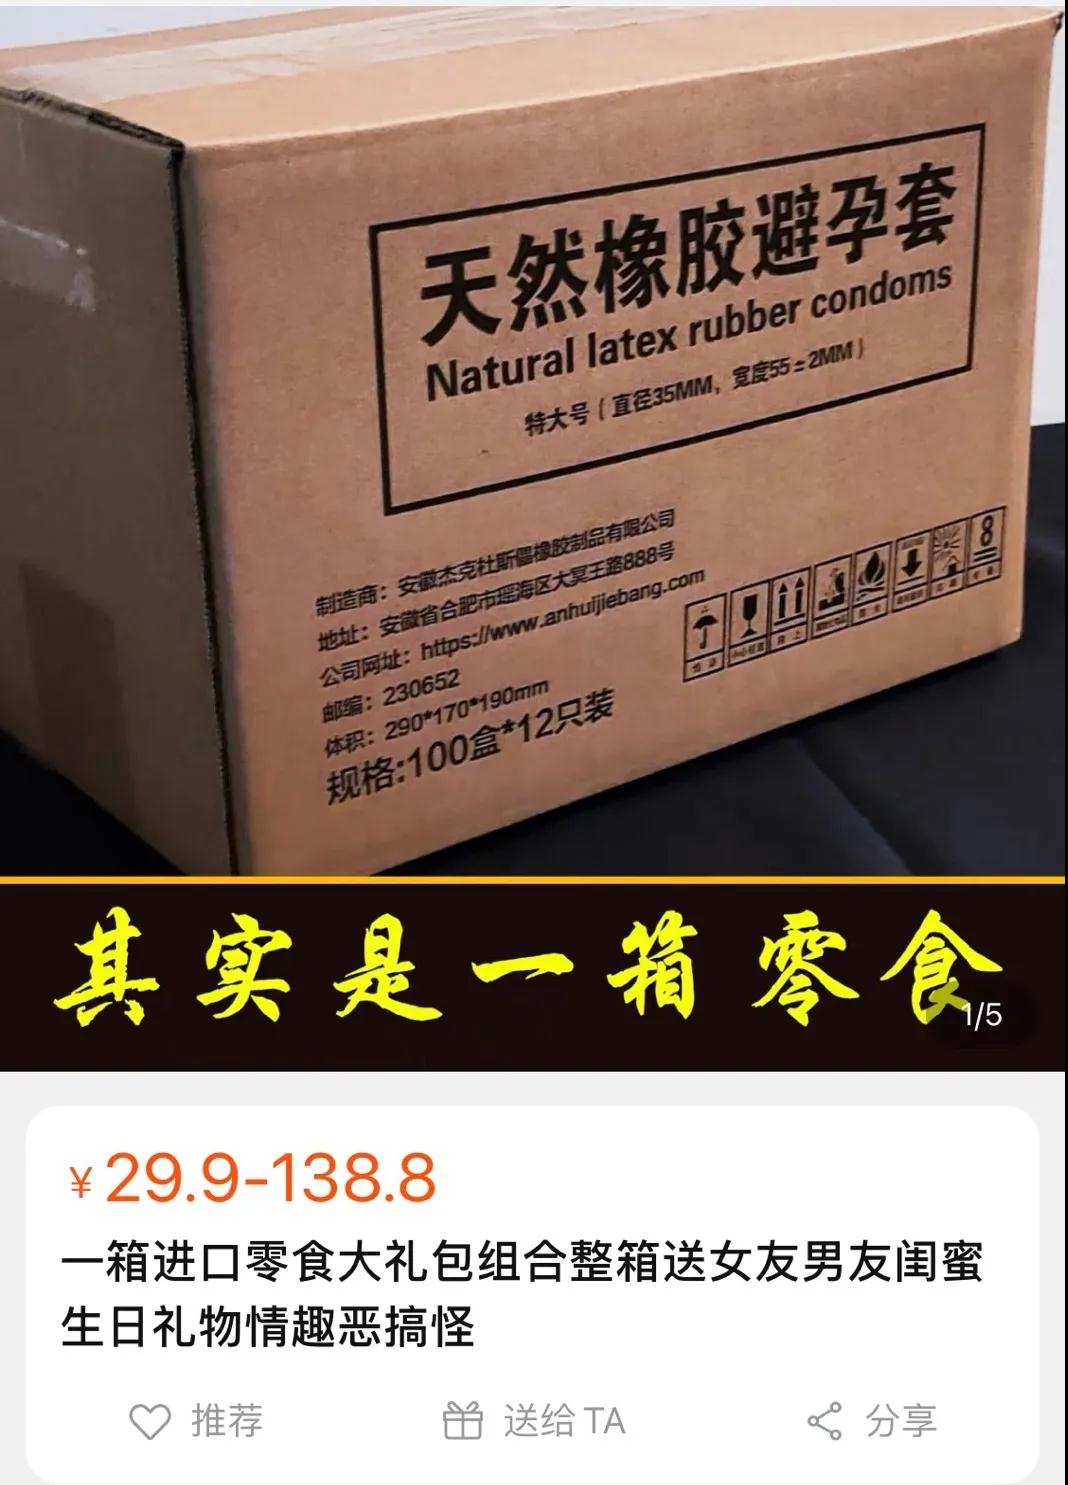 天然橡胶避孕套
Natural latex rubber condoms
特大号（直径35MM，宽度55±2MM）
制造商：安徽杰克杜斯僵橡胶制品有限公司
地址：安徽省合肥市瑶海区大冥王路888号
公司网址：https://www.anhuijiebang.com
邮编：230652
体积：290*170*190mm
规格:100盒*12只装
8
其实是一箱零食
1/5
¥29.9-138.8
一箱进口零食大礼包组合整箱送女友男友闺蜜
生日礼物情趣恶搞怪
推荐
送给TA
分享